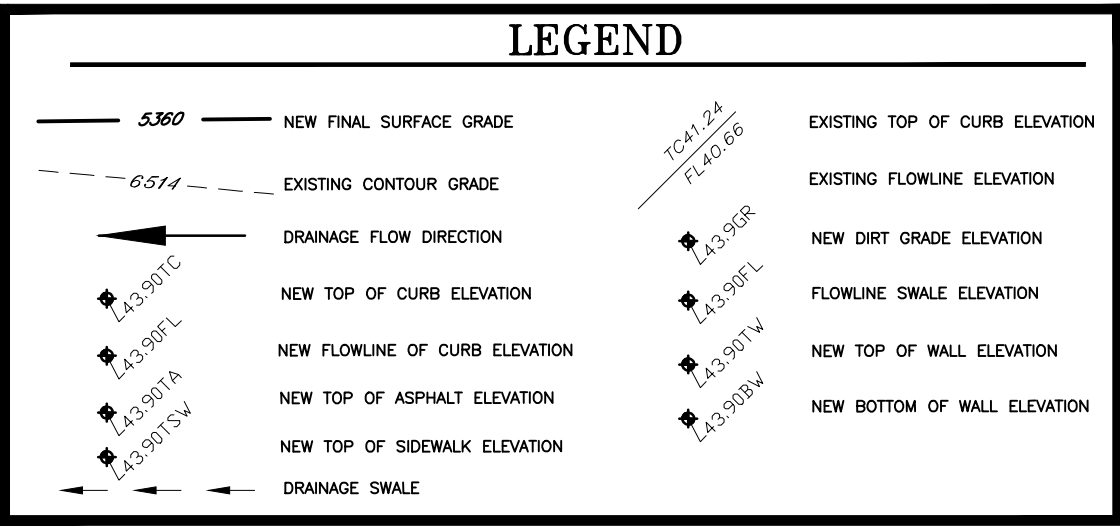 LEGEND
5360 NEW FINAL SURFACE GRADE
6514 EXISTING CONTOUR GRADE
DRAINAGE FLOW DIRECTION
43.90TC NEW TOP OF CURB ELEVATION
43.90FL NEW FLOWLINE OF CURB ELEVATION
43.90TA NEW TOP OF ASPHALT ELEVATION
43.90TSW NEW TOP OF SIDEWALK ELEVATION
DRAINAGE SWALE
TC41.24 EXISTING TOP OF CURB ELEVATION
FL40.66 EXISTING FLOWLINE ELEVATION
43.9GR NEW DIRT GRADE ELEVATION
43.90FL FLOWLINE SWALE ELEVATION
43.90TW NEW TOP OF WALL ELEVATION
43.90BW NEW BOTTOM OF WALL ELEVATION